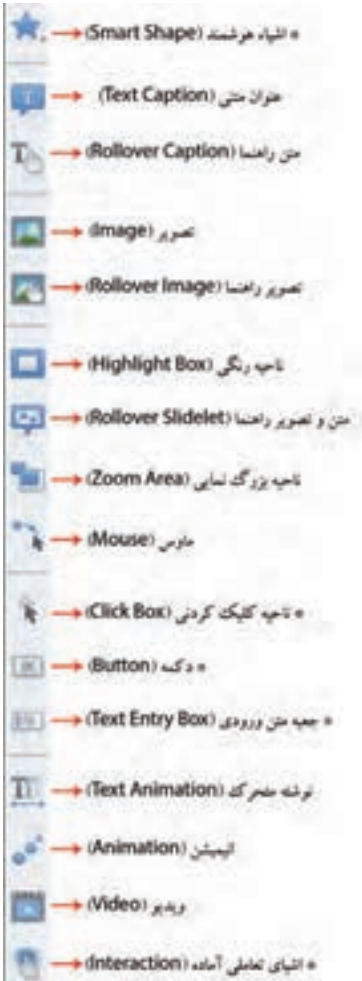 * اشیاء هوشمند (Smart Shape)
عنوان متنی (Text Caption)
متن راهنما (Rollover Caption)
تصویر (Image)
تصویر راهنما (Rollover Image)
ناحیه رنگی (Highlight Box)
متن و تصویر راهنما (Rollover Slidelet)
ناحیه بزرگ نمایی (Zoom Area)
ماوس (Mouse)
* ناحیه کلیک کردنی (Click Box)
* دکمه (Button)
* جعبه متن ورودی (Text Entry Box)
نوشته متحرک (Text Animation)
انیمیشن (Animation)
ویدیو (Video)
* اشیای تعاملی آماده (Interaction)